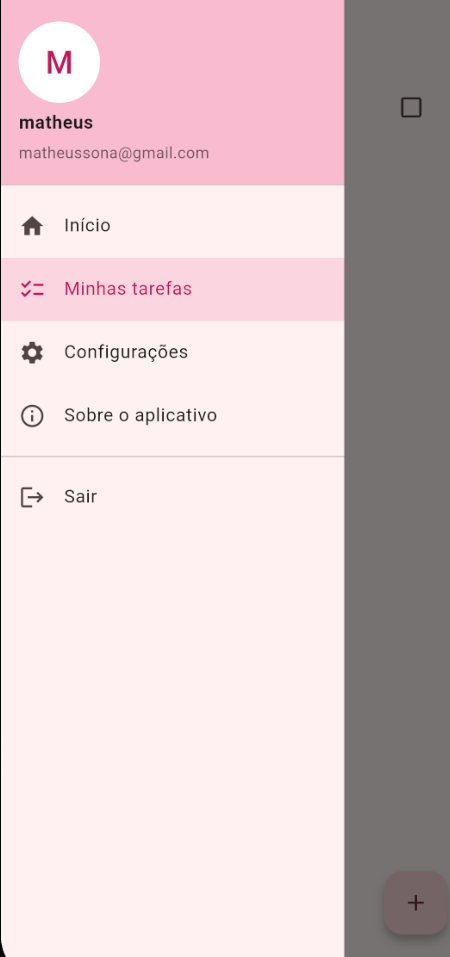 M
matheus
matheussona@gmail.com
Início
Minhas tarefas
Configurações
Sobre o aplicativo
Sair
+